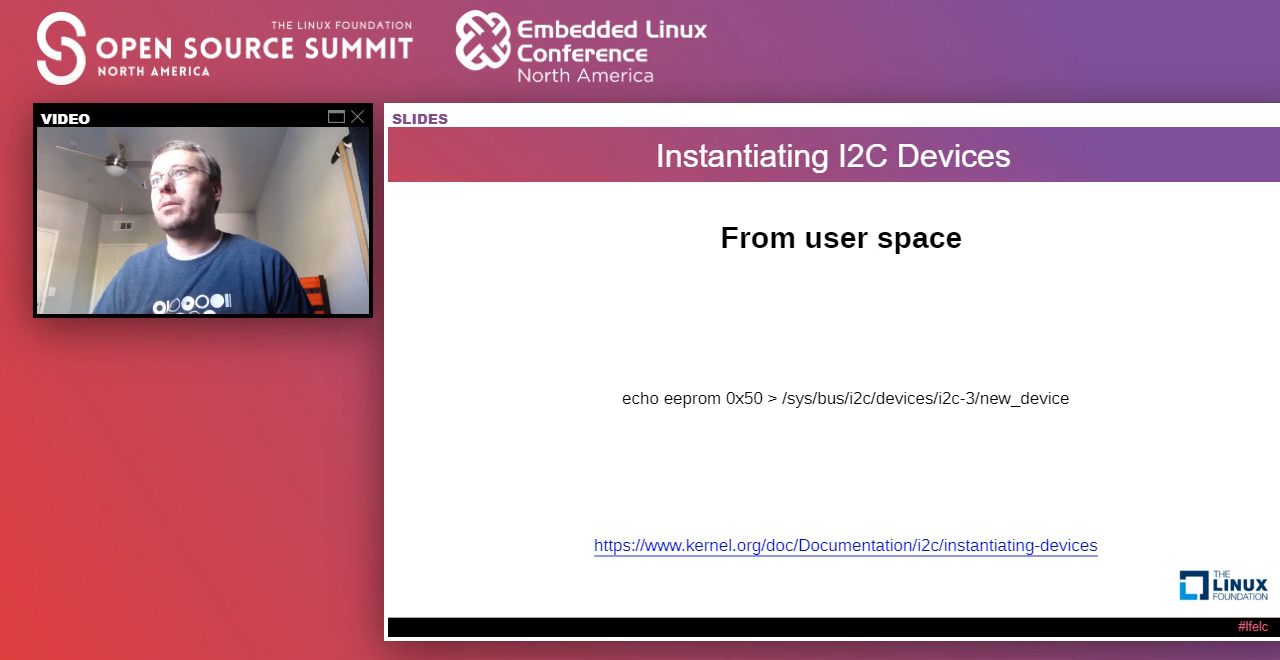 THE LINUX FOUNDATION
OPEN SOURCE SUMMIT
NORTH AMERICA
Embedded Linux
Conference
North America
VIDEO
SLIDES
Instantiating I2C Devices
From user space
echo eeprom 0x50 > /sys/bus/i2c/devices/i2c-3/new_device
https://www.kernel.org/doc/Documentation/i2c/instantiating-devices
THE
LINUX
FOUNDATION
#lfelc